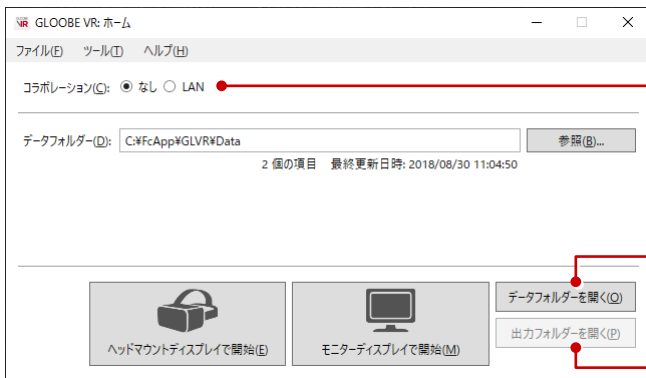 GLOOBE VR: ホーム
ファイル(F) ツール(T) ヘルプ(H)
コラボレーション(C): なし LAN
データフォルダー(D): C:¥FcApp¥GLVR¥Data 参照(B)...
2 個の項目 最終更新日時: 2018/08/30 11:04:50
データフォルダーを開く(O)
出力フォルダーを開く(P)
ヘッドマウントディスプレイで開始(E) モニターディスプレイで開始(M)